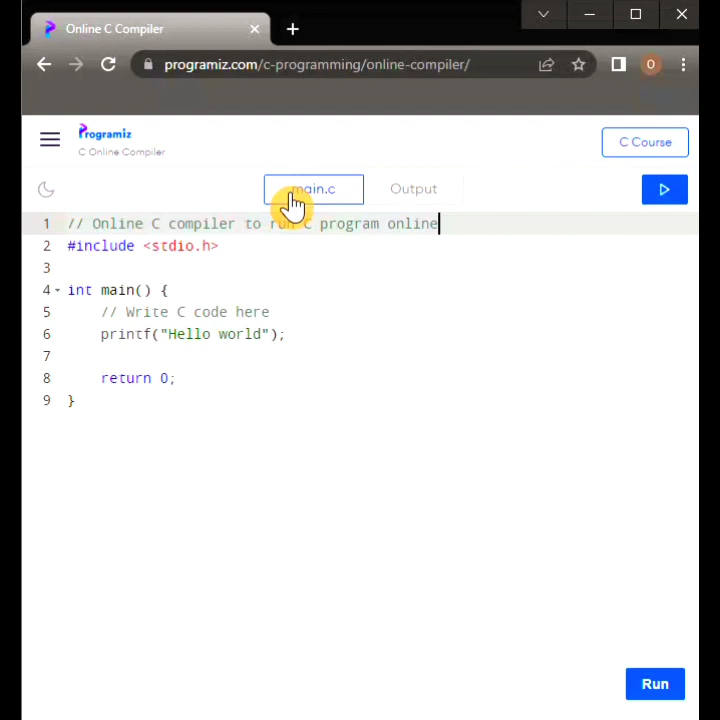 Online C Compiler
programiz.com/c-programming/online-compiler/
O
Programiz
C Online Compiler
C Course
main.c
Output
1 // Online C compiler to run C program online
2 #include <stdio.h>
3
4 int main() {
5 // Write C code here
6 printf("Hello world");
7
8 return 0;
9 }
Run